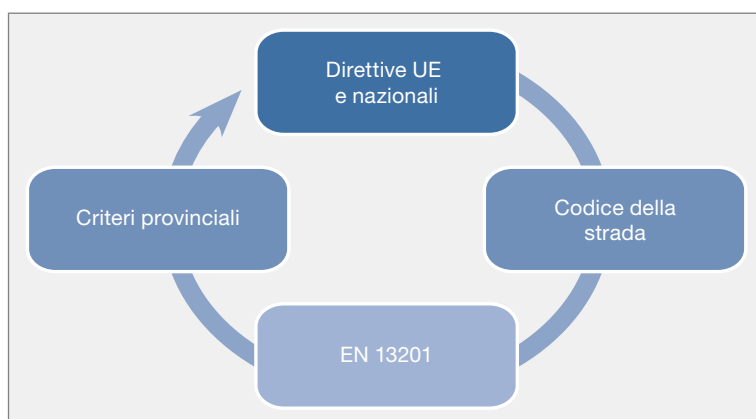 Direttive UE
e nazionali
Codice della
strada
EN 13201
Criteri provinciali